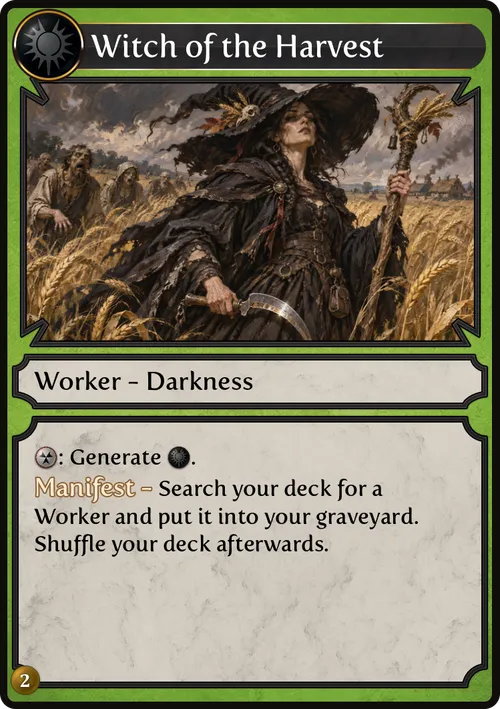 Witch of the Harvest
Worker – Darkness
: Generate .
Manifest – Search your deck for a
Worker and put it into your graveyard.
Shuffle your deck afterwards.
2